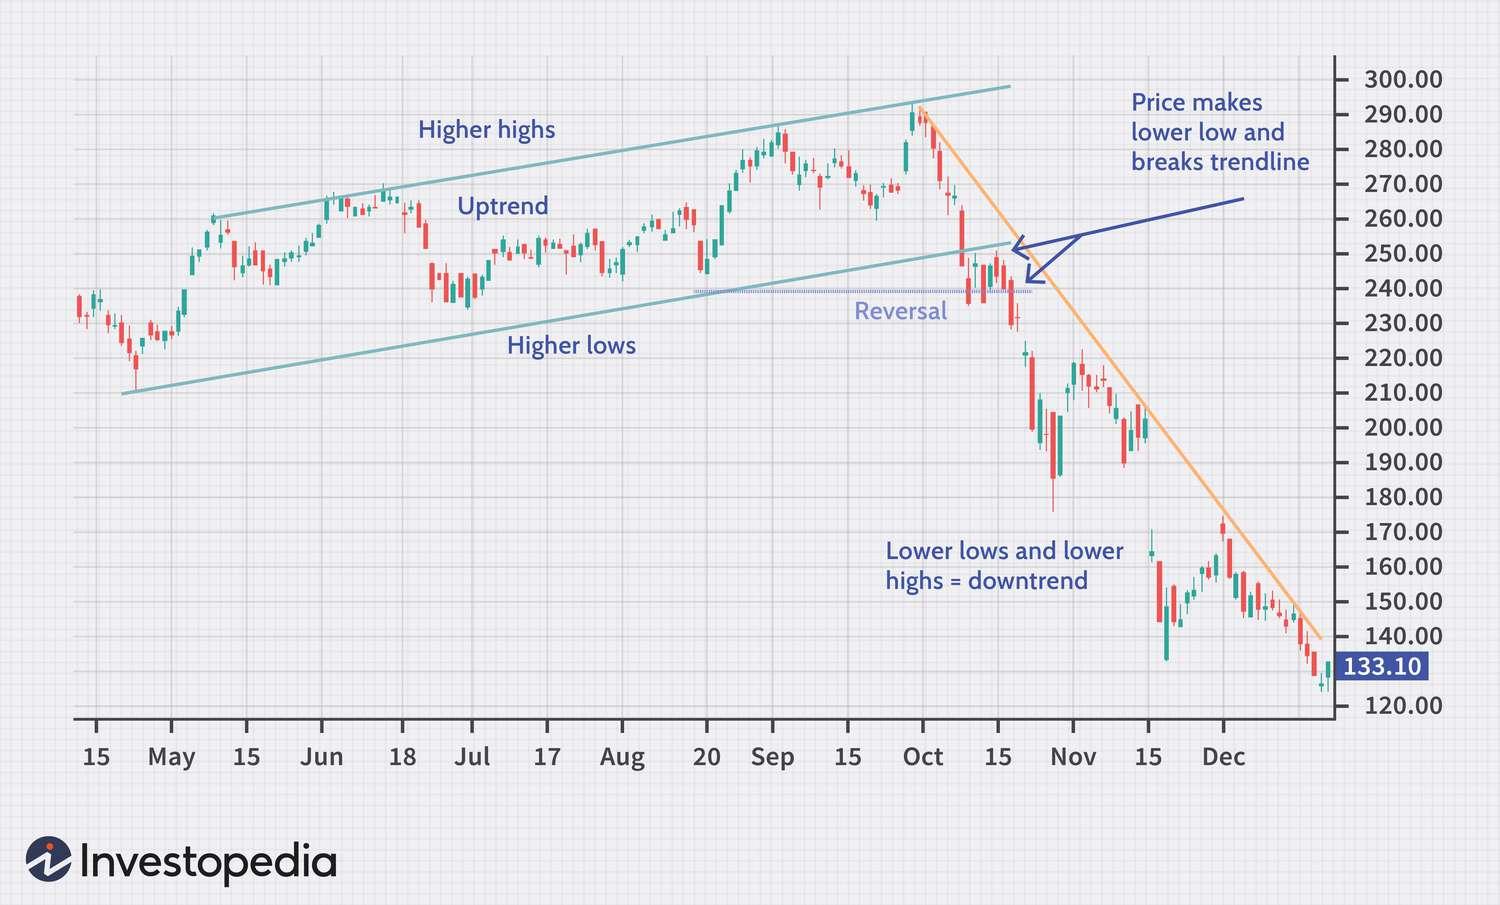 Higher highs
Uptrend
Higher lows
Reversal
Price makes
lower low and
breaks trendline
Lower lows and lower
highs = downtrend
300.00
290.00
280.00
270.00
260.00
250.00
240.00
230.00
220.00
210.00
200.00
190.00
180.00
170.00
160.00
150.00
140.00
133.10
120.00
15 May 15 Jun 18 Jul 17 Aug 20 Sep 15 Oct 15 Nov 15 Dec
Investopedia